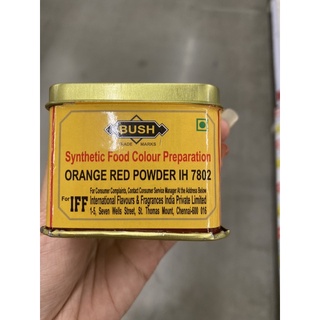 BUSH
TRADE MARKS
Synthetic Food Colour Preparation
ORANGE RED POWDER IH 7802
For Consumer Complaints, Contact Consumer Service Manager At the Address Below
For IFF International Flavours & Fragrances India Private Limited
1-5, Seven Wells Street, St. Thomas Mount, Chennai-600 016